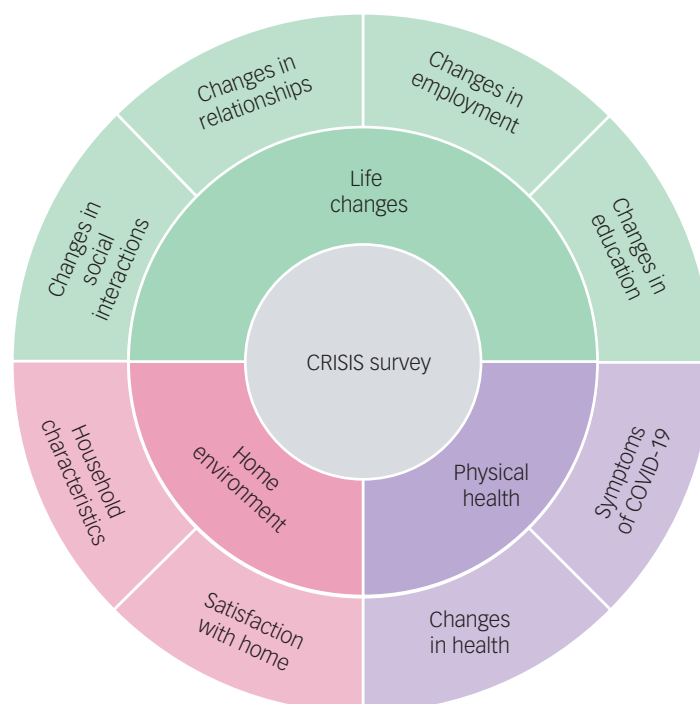 Changes in
relationships
Changes in
employment
Changes in
social
interactions
Life
changes
Changes in
education
CRISIS survey
Household
characteristics
Home
environment
Physical
health
Symptoms
of COVID-19
Satisfaction
with home
Changes
in health